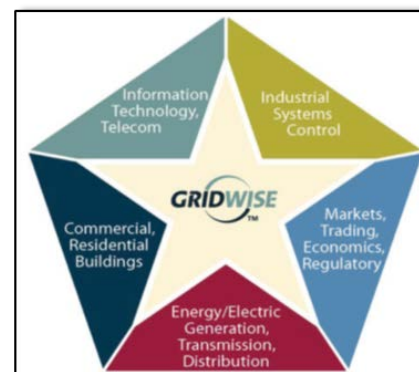 Information
Technology,
Telecom
Industrial
Systems
Control
GRIDWISE
TM
Commercial,
Residential
Buildings
Markets,
Trading,
Economics,
Regulatory
Energy/Electric
Generation,
Transmission,
Distribution